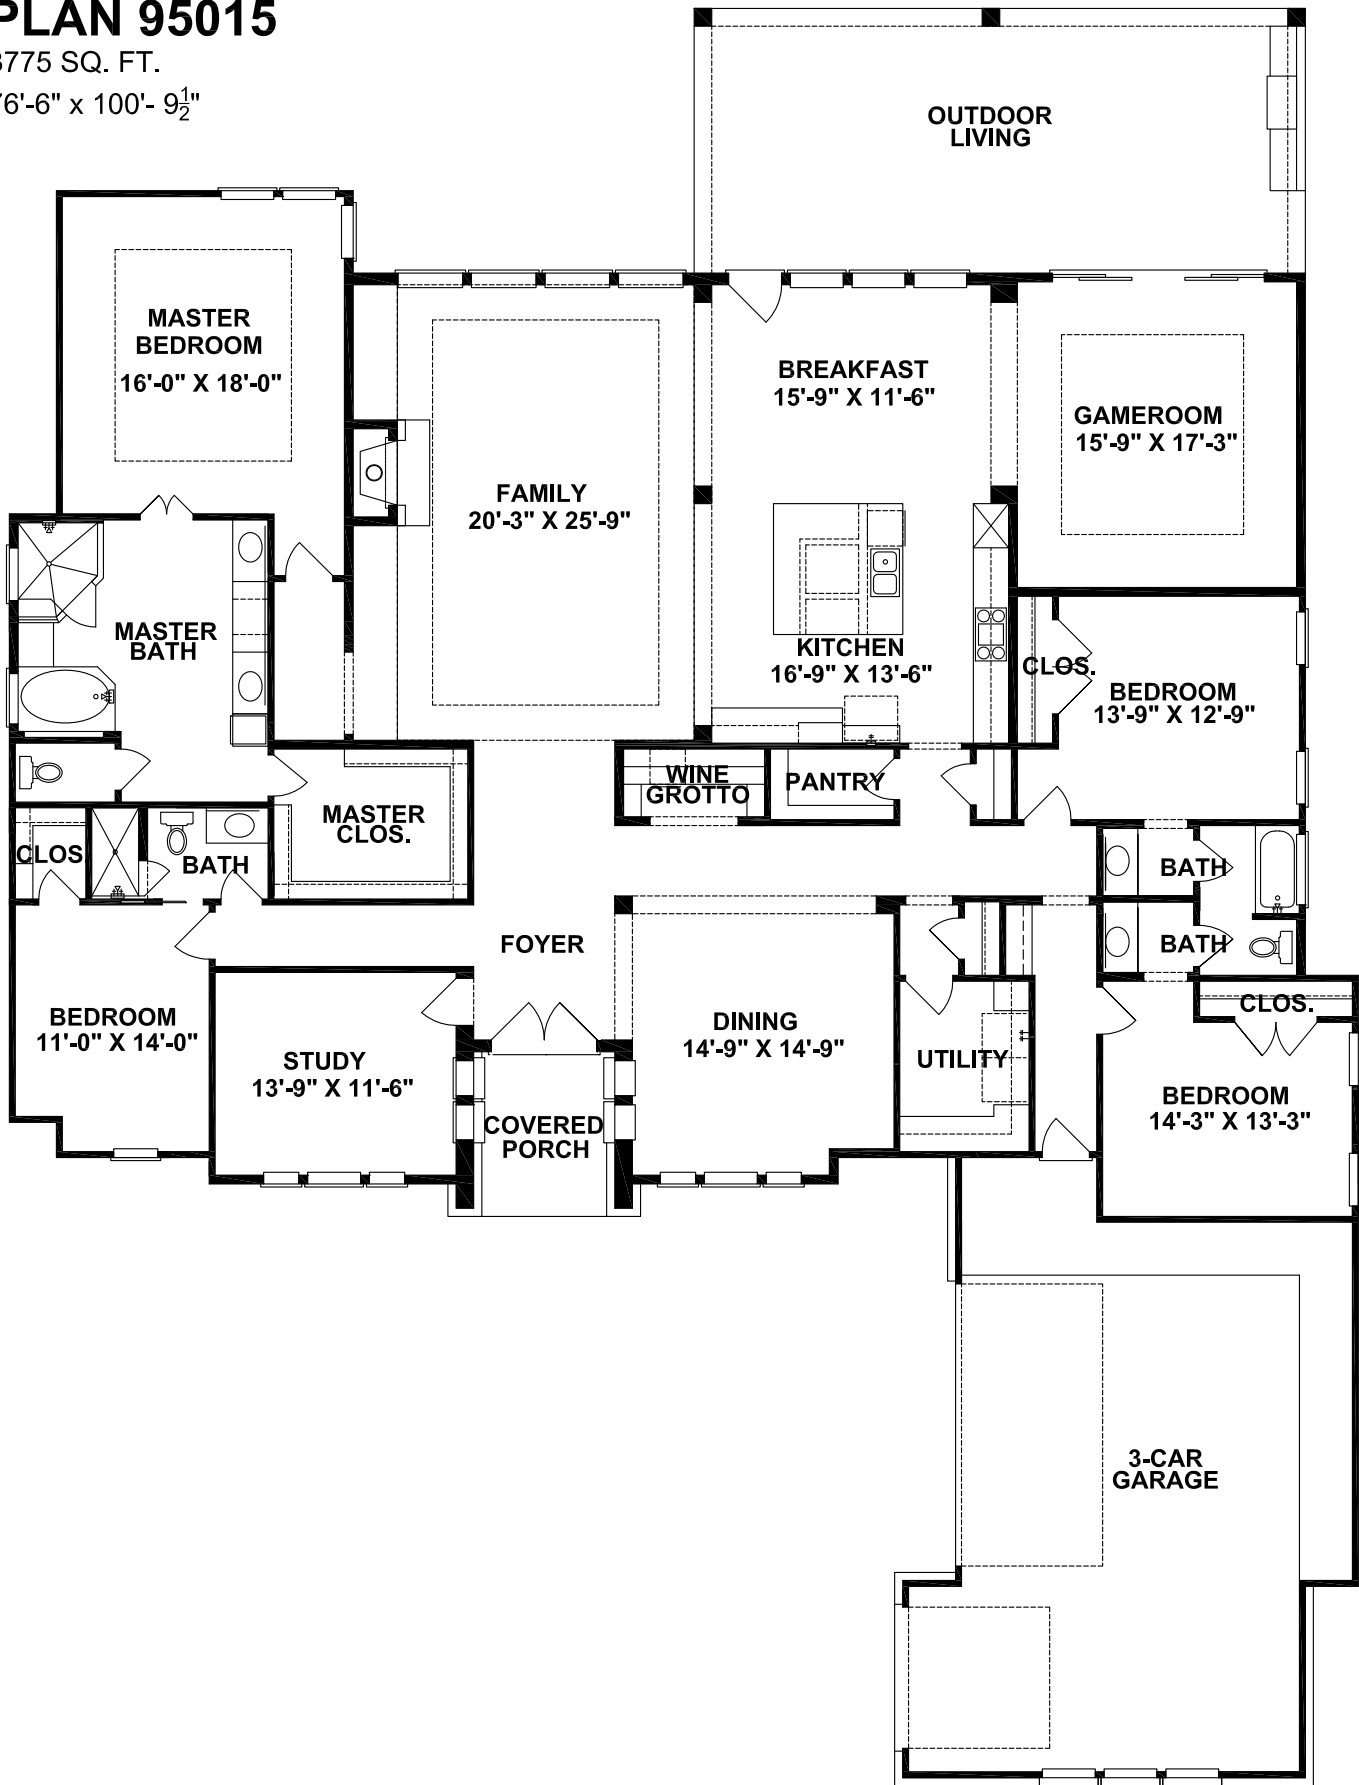 PLAN 95015
3775 SQ. FT.
76'-6" x 100'- 9½"
OUTDOOR
LIVING
MASTER
BEDROOM
16'-0" X 18'-0"
BREAKFAST
15'-9" X 11'-6"
GAMEROOM
15'-9" X 17'-3"
FAMILY
20'-3" X 25'-9"
MASTER
BATH
KITCHEN
16'-9" X 13'-6"
CLOS.
BEDROOM
13'-9" X 12'-9"
WINE
GROTTO
PANTRY
MASTER
CLOS.
CLOS
BATH
BATH
FOYER
BATH
BEDROOM
11'-0" X 14'-0"
STUDY
13'-9" X 11'-6"
DINING
14'-9" X 14'-9"
UTILITY
CLOS.
BEDROOM
14'-3" X 13'-3"
COVERED
PORCH
3-CAR
GARAGE